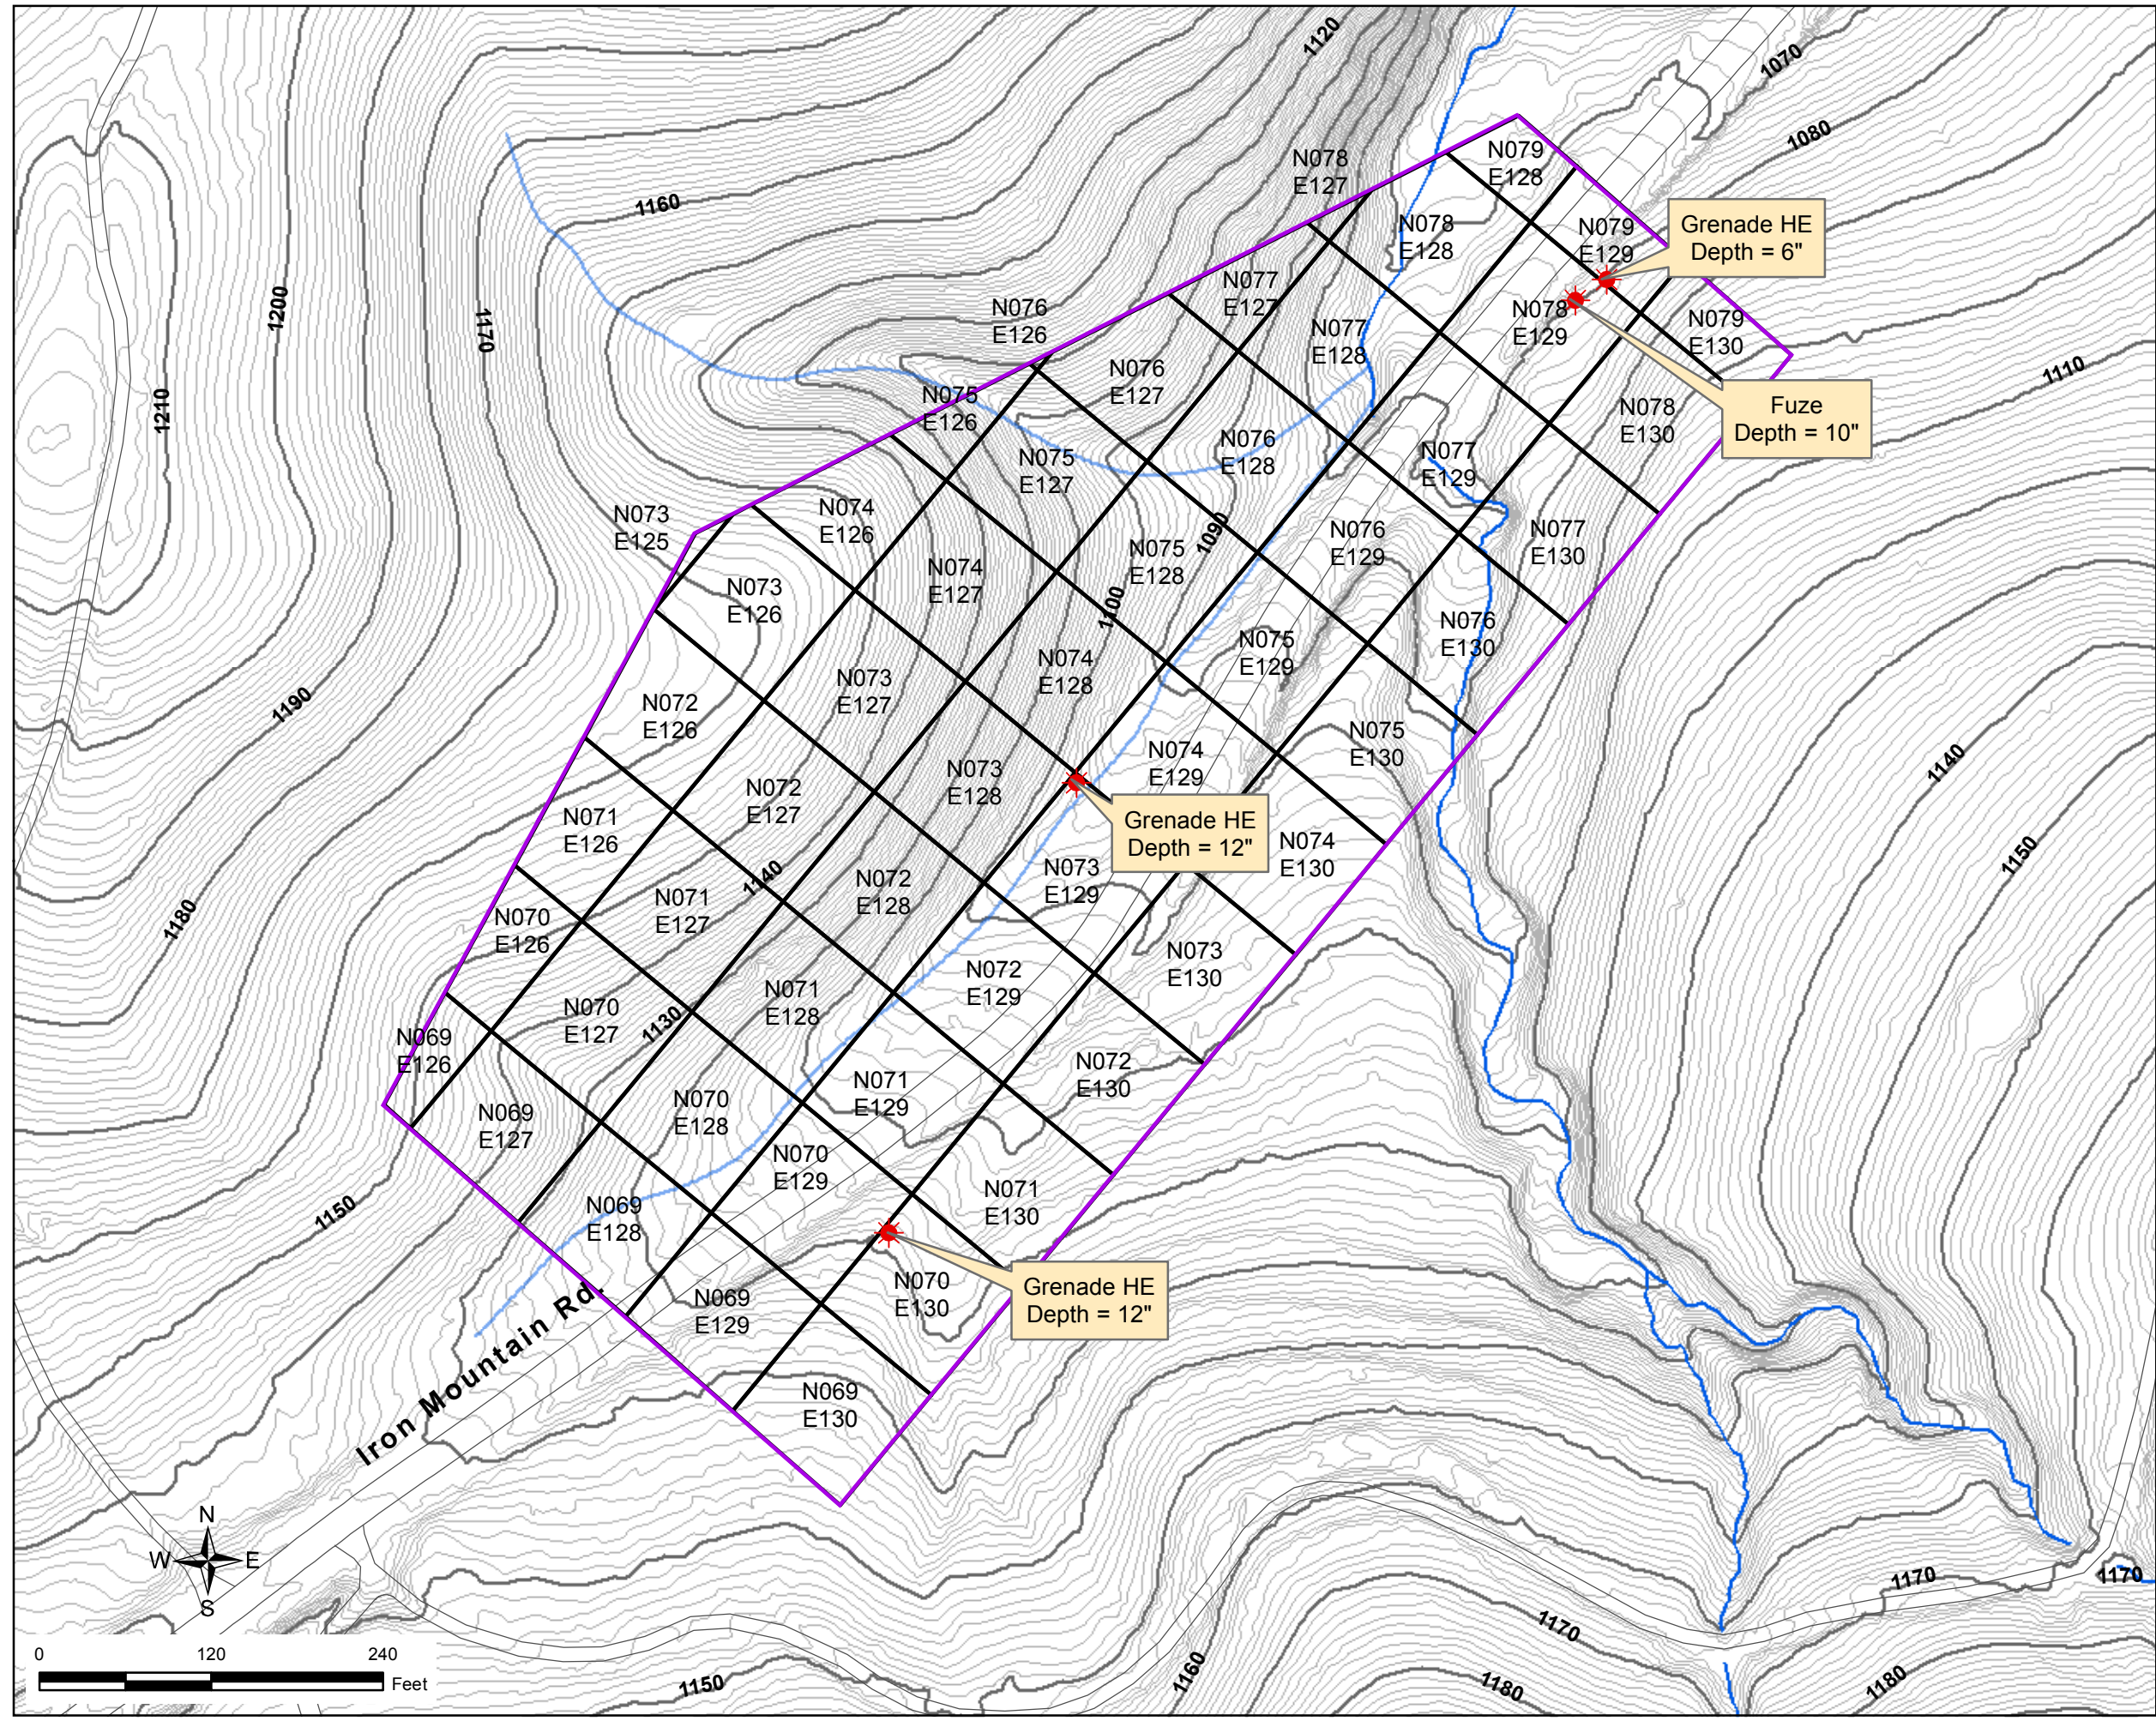 1120
1070
1080
N078
E127
N079
E128
1160
N078
E128
N079
E129
Grenade HE
Depth = 6"
1200
1170
N077
E127
N076
E126
N077
E128
N078
E129
N079
E130
1110
1210
N075
E126
N076
E127
N078
E130
Fuze
Depth = 10"
N075
E127
N076
E128
N077
E129
N073
E125
N074
E126
1090
N076
E129
N077
E130
N073
E126
N074
E127
N075
E128
1100
N075
E129
N076
E130
1190
N072
E126
N073
E127
N074
E128
N075
E130
1140
N074
E129
N072
E127
N073
E128
Grenade HE
Depth = 12"
N071
E126
N074
E130
1150
1140
N072
E128
N073
E129
1180
N070
E126
N071
E127
N073
E130
N072
E129
N069
E126
N070
E127
1130
N071
E128
N072
E130
N071
E129
N069
E127
N070
E128
N070
E129
1150
N069
E128
N071
E130
N070
E130
Grenade HE
Depth = 12"
N069
E129
Iron Mountain Rd.
N069
E130
N
W E
S
1170
1170
1170
0 120 240
Feet
1150
1160
1180
1180